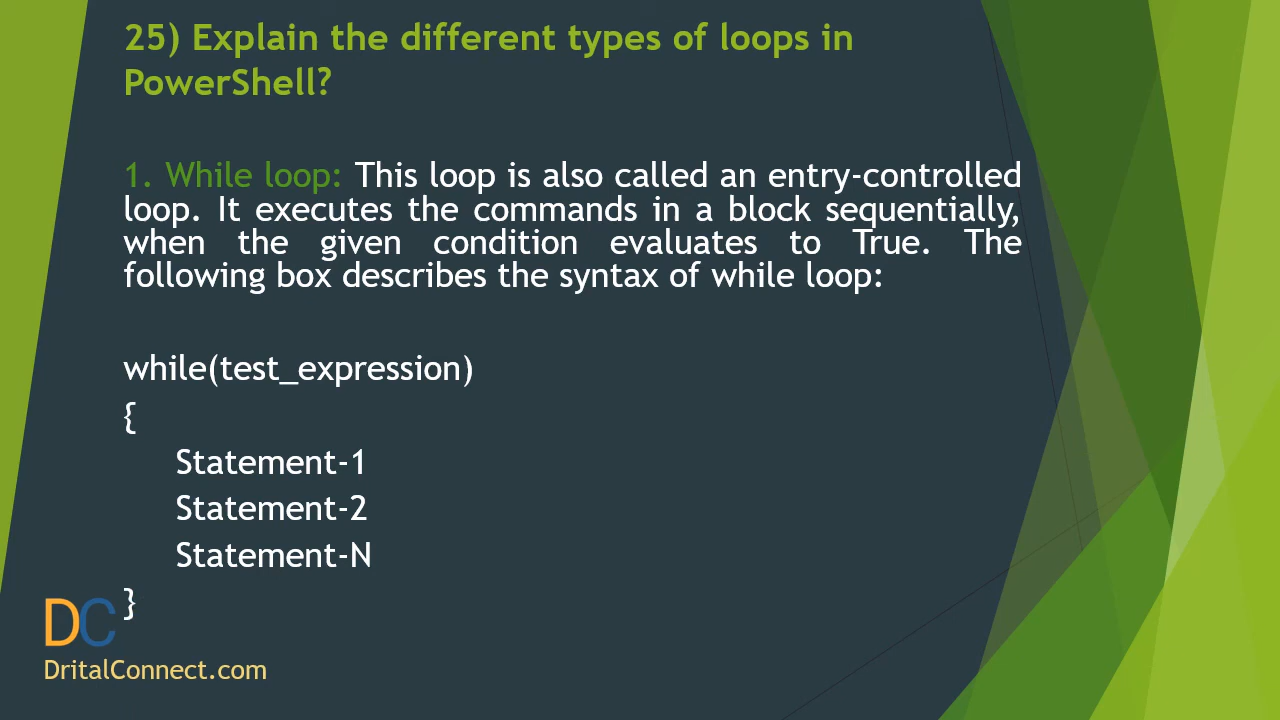 25) Explain the different types of loops in
PowerShell?
1. While loop: This loop is also called an entry-controlled
loop. It executes the commands in a block sequentially,
when the given condition evaluates to True. The
following box describes the syntax of while loop:
while(test_expression)
{
Statement-1
Statement-2
Statement-N
}
DC
DritalConnect.com